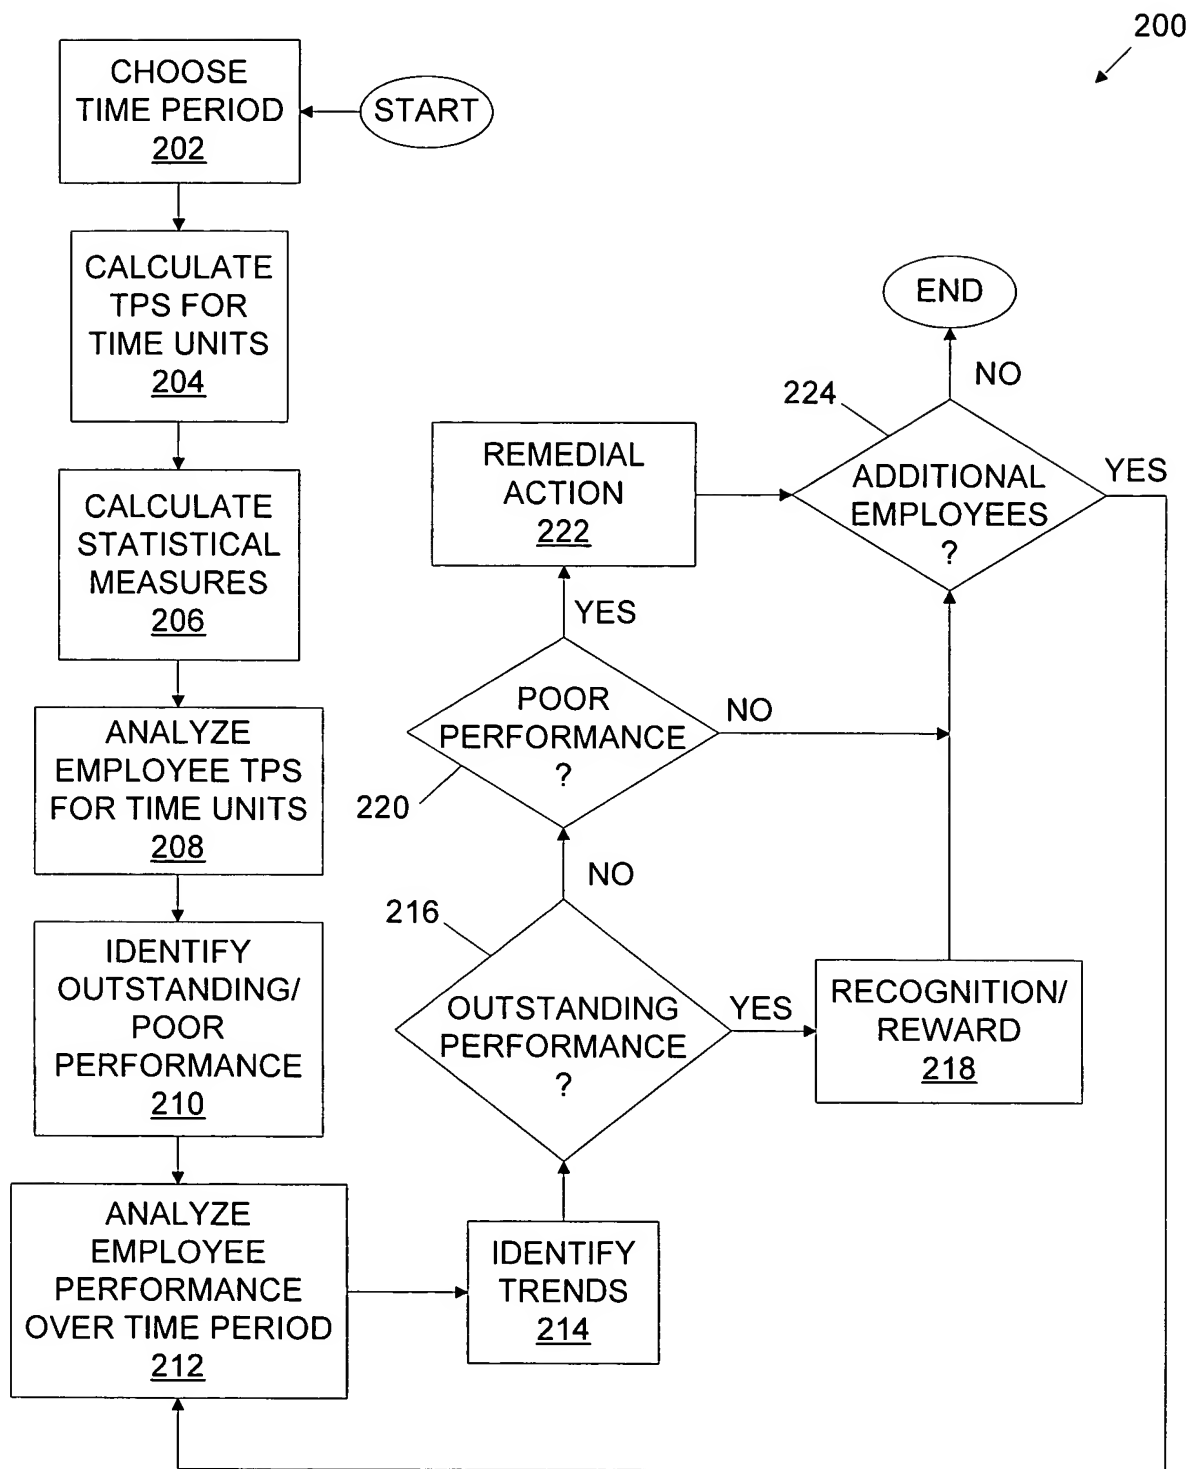 200
CHOOSE
TIME PERIOD
202
START
CALCULATE
TPS FOR
TIME UNITS
204
CALCULATE
STATISTICAL
MEASURES
206
ANALYZE
EMPLOYEE TPS
FOR TIME UNITS
208
IDENTIFY
OUTSTANDING/
POOR
PERFORMANCE
210
ANALYZE
EMPLOYEE
PERFORMANCE
OVER TIME PERIOD
212
IDENTIFY
TRENDS
214
216
OUTSTANDING
PERFORMANCE
?
YES
RECOGNITION/
REWARD
218
NO
220
POOR
PERFORMANCE
?
NO
YES
REMEDIAL
ACTION
222
224
ADDITIONAL
EMPLOYEES
?
YES
NO
END